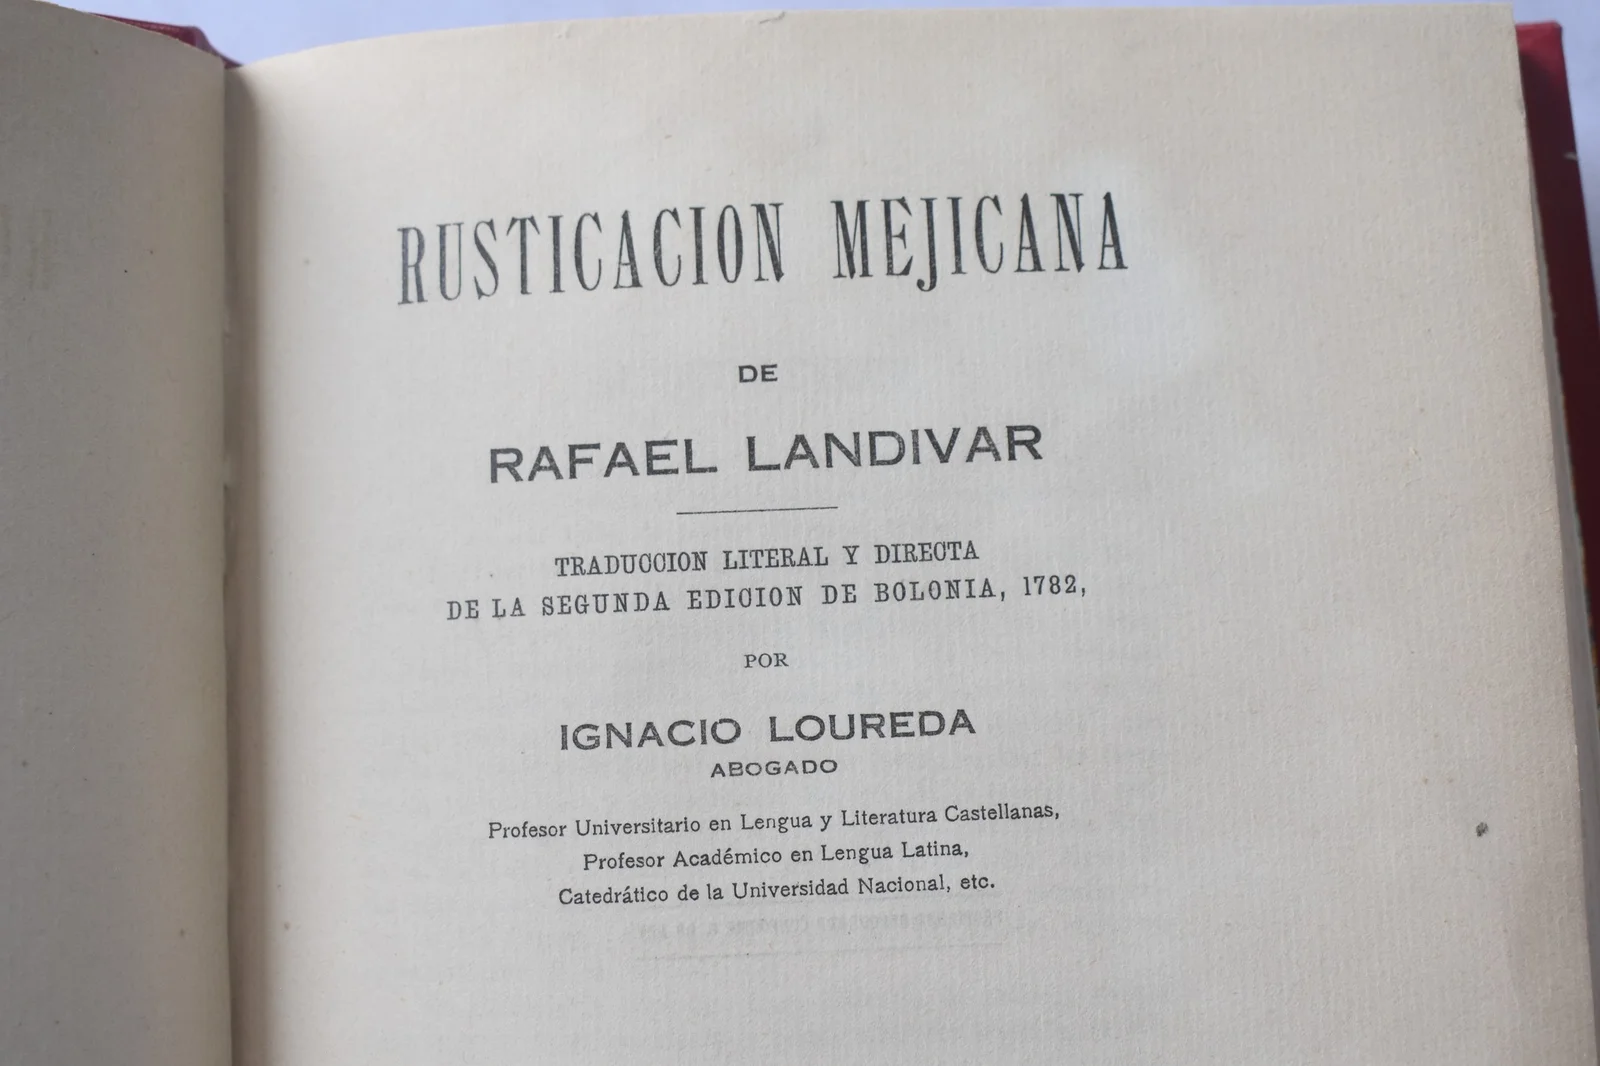 RUSTICACION MEJICANA
DE
RAFAEL LANDIVAR
TRADUCCION LITERAL Y DIRECTA
DE LA SEGUNDA EDICION DE BOLONIA, 1782,
POR
IGNACIO LOUREDA
ABOGADO
Profesor Universitario en Lengua y Literatura Castellanas,
Profesor Académico en Lengua Latina,
Catedrático de la Universidad Nacional, etc.